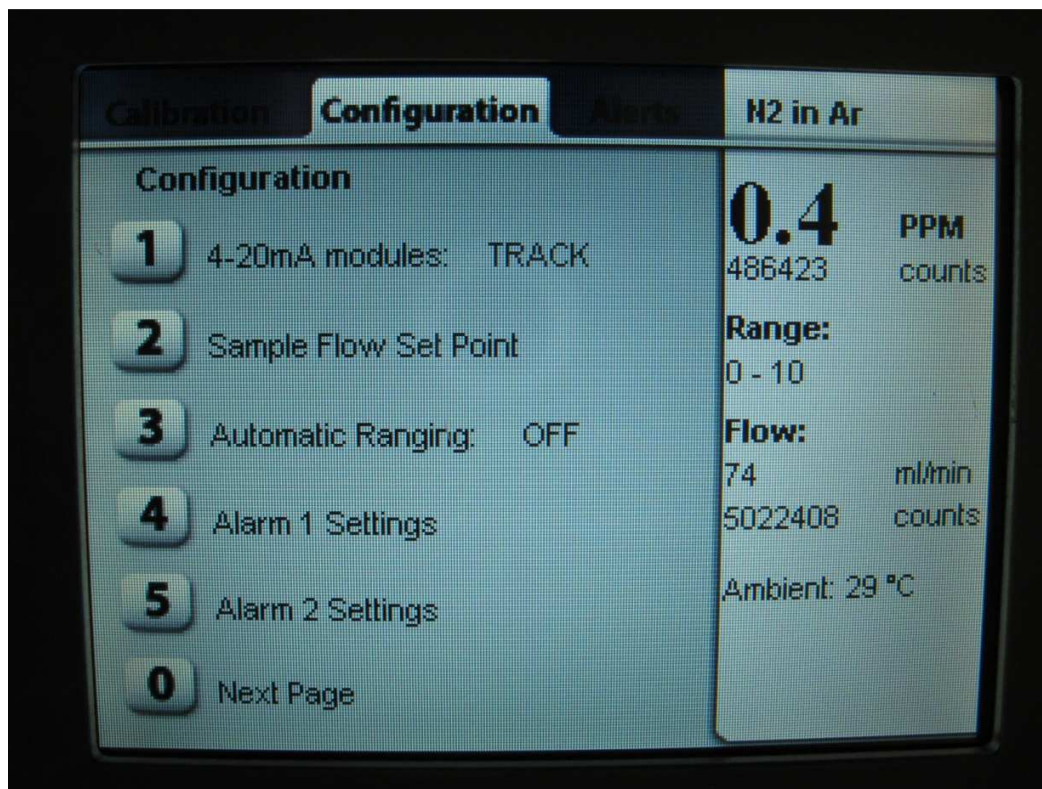 Calibration Configuration Alerts
N2 in Ar
Configuration
1 4-20mA modules: TRACK
2 Sample Flow Set Point
3 Automatic Ranging: OFF
4 Alarm 1 Settings
5 Alarm 2 Settings
0 Next Page
0.4 PPM
486423 counts
Range:
0 - 10
Flow:
74 ml/min
5022408 counts
Ambient: 29 °C